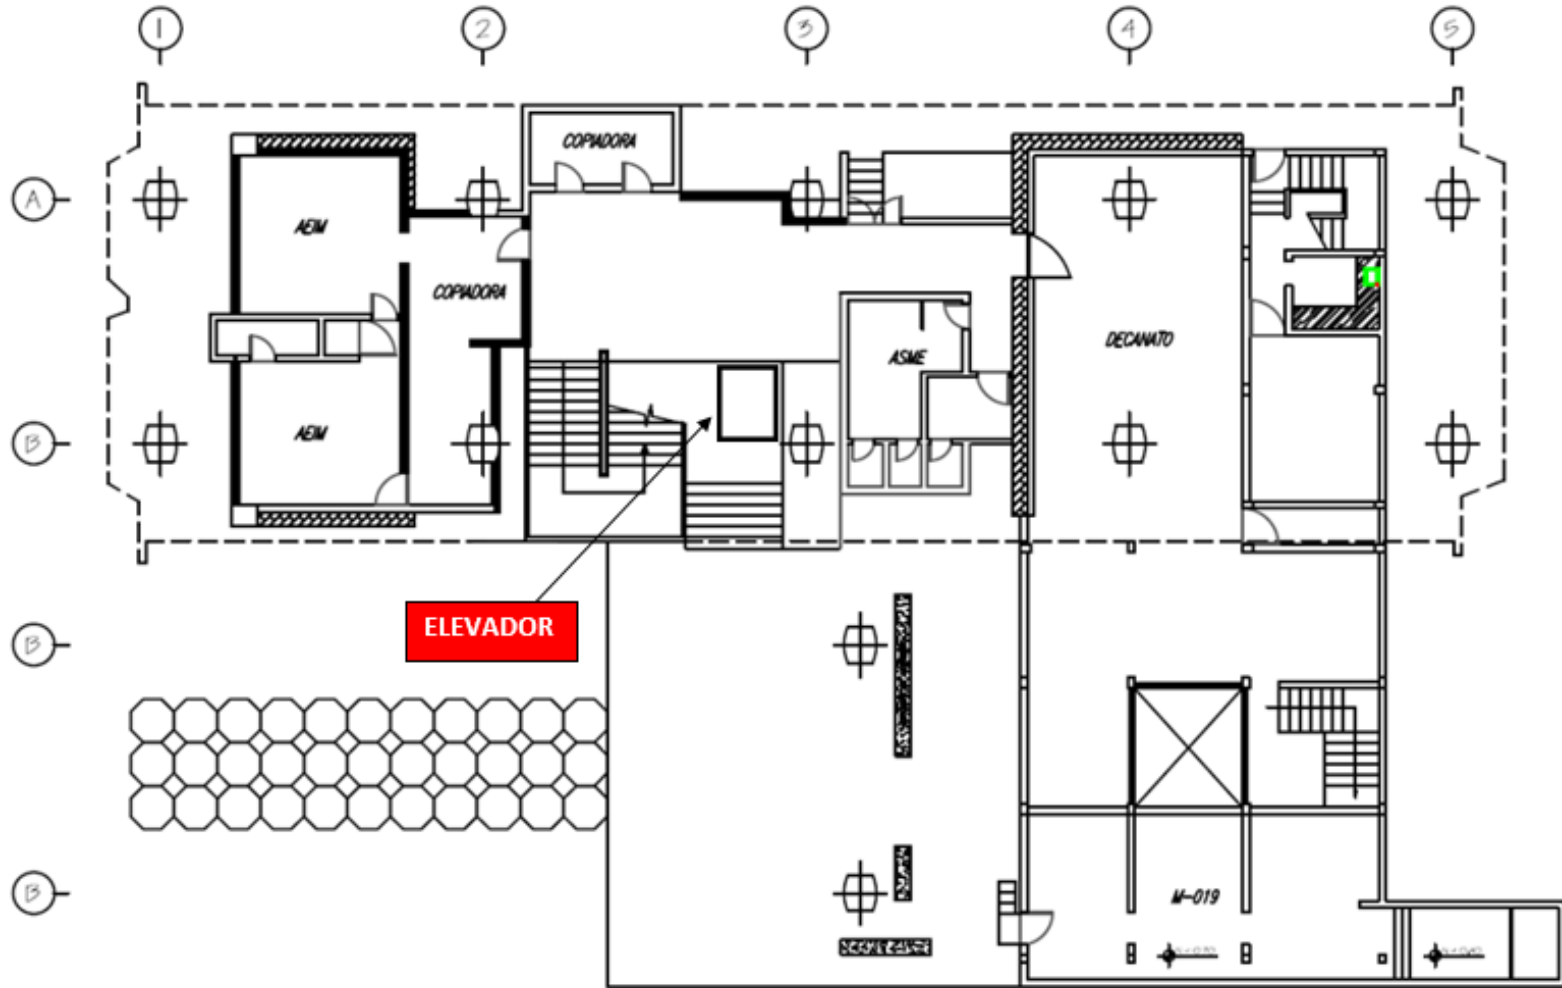 1 2 3 4 5
COPIADORA
A
AEIM
COPIADORA
DECANATO
ASME
B
AEIM
ELEVADOR
B
B
M-019